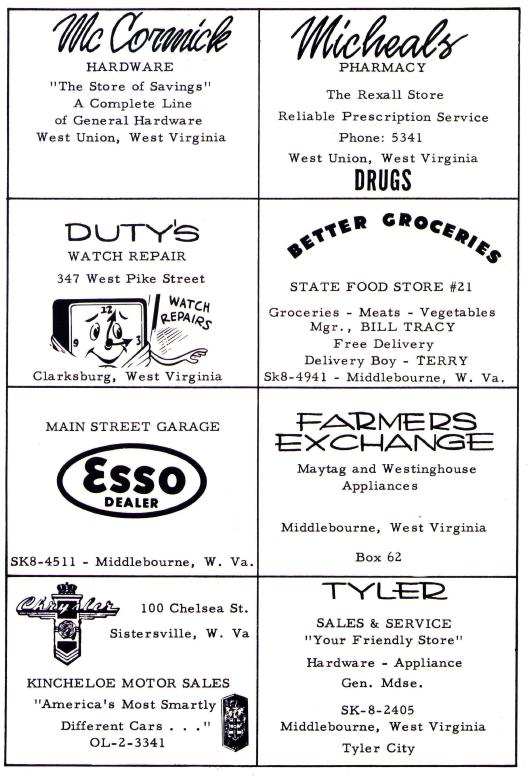 Mc Cormick
HARDWARE
"The Store of Savings"
A Complete Line
of General Hardware
West Union, West Virginia
Micheals
PHARMACY
The Rexall Store
Reliable Prescription Service
Phone: 5341
West Union, West Virginia
DRUGS
DUTY'S
WATCH REPAIR
347 West Pike Street
12
9
3
WATCH
REPAIRS
Clarksburg, West Virginia
BETTER GROCERIES
STATE FOOD STORE #21
Groceries - Meats - Vegetables
Mgr., BILL TRACY
Free Delivery
Delivery Boy - TERRY
Sk8-4941 - Middlebourne, W. Va.
MAIN STREET GARAGE
Esso
DEALER
SK8-4511 - Middlebourne, W. Va.
FARMERS
EXCHANGE
Maytag and Westinghouse
Appliances
Middlebourne, West Virginia
Box 62
Chrysler
100 Chelsea St.
Sistersville, W. Va
KINCHELOE MOTOR SALES
"America's Most Smartly
Different Cars . . ."
OL-2-3341
TYLER
SALES & SERVICE
"Your Friendly Store"
Hardware - Appliance
Gen. Mdse.
SK-8-2405
Middlebourne, West Virginia
Tyler City